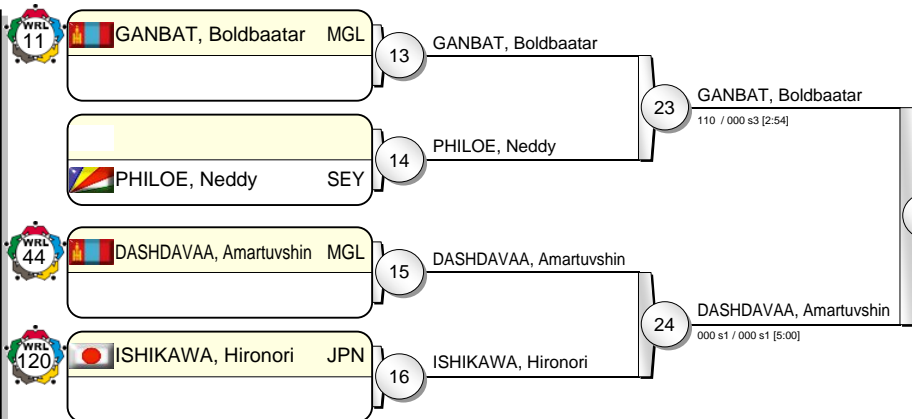 WRL
11
GANBAT, Boldbaatar MGL
13
GANBAT, Boldbaatar
23
GANBAT, Boldbaatar
110 / 000 s3 [2:54]
14
PHILOE, Neddy
PHILOE, Neddy SEY
WRL
44
DASHDAVAA, Amartuvshin MGL
15
DASHDAVAA, Amartuvshin
24
DASHDAVAA, Amartuvshin
000 s1 / 000 s1 [5:00]
WRL
120
ISHIKAWA, Hironori JPN
16
ISHIKAWA, Hironori